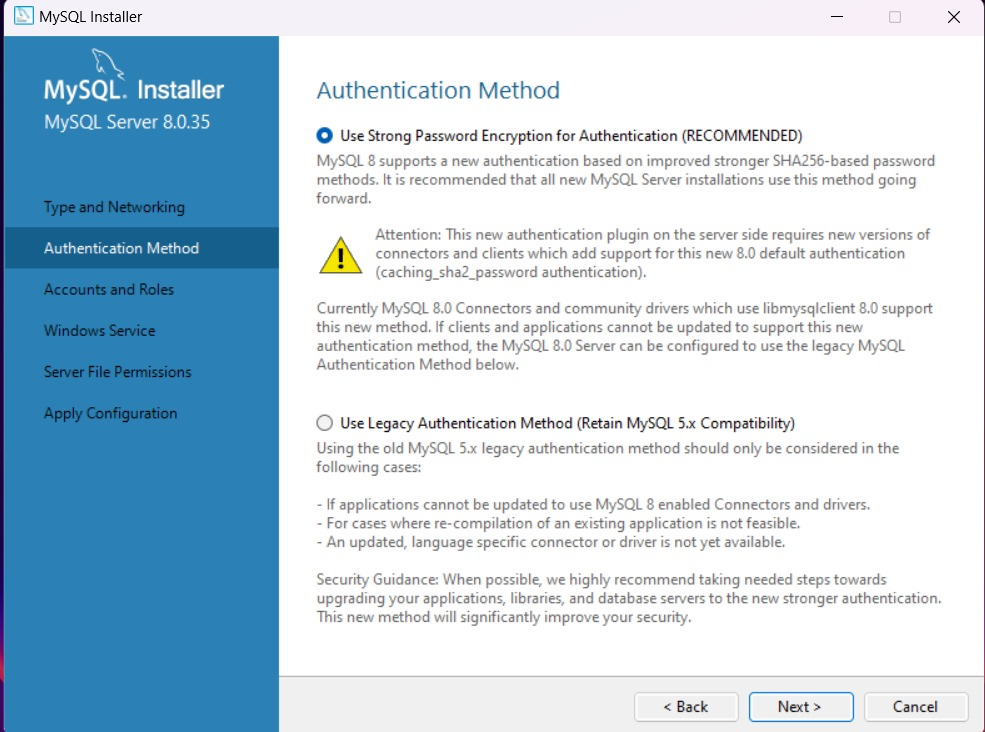 MySQL Installer
MySQL. Installer
MySQL Server 8.0.35
Type and Networking
Authentication Method
Accounts and Roles
Windows Service
Server File Permissions
Apply Configuration
Authentication Method
Use Strong Password Encryption for Authentication (RECOMMENDED)
MySQL 8 supports a new authentication based on improved stronger SHA256-based password
methods. It is recommended that all new MySQL Server installations use this method going
forward.
Attention: This new authentication plugin on the server side requires new versions of
connectors and clients which add support for this new 8.0 default authentication
(caching_sha2_password authentication).
Currently MySQL 8.0 Connectors and community drivers which use libmysqlclient 8.0 support
this new method. If clients and applications cannot be updated to support this new
authentication method, the MySQL 8.0 Server can be configured to use the legacy MySQL
Authentication Method below.
Use Legacy Authentication Method (Retain MySQL 5.x Compatibility)
Using the old MySQL 5.x legacy authentication method should only be considered in the
following cases:
- If applications cannot be updated to use MySQL 8 enabled Connectors and drivers.
- For cases where re-compilation of an existing application is not feasible.
- An updated, language specific connector or driver is not yet available.
Security Guidance: When possible, we highly recommend taking needed steps towards
upgrading your applications, libraries, and database servers to the new stronger authentication.
This new method will significantly improve your security.
< Back
Next >
Cancel